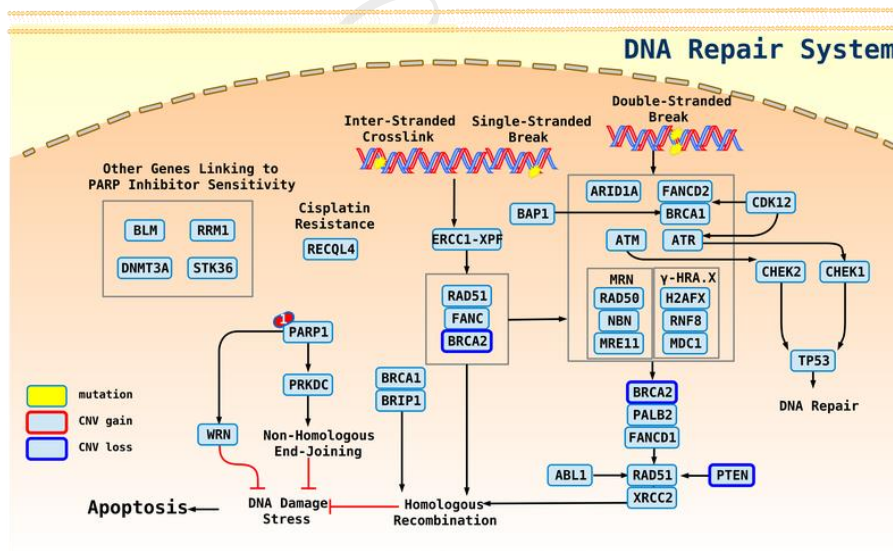 DNA Repair System
Inter-Stranded
Crosslink
Single-Stranded
Break
Double-Stranded
Break
Other Genes Linking to
PARP Inhibitor Sensitivity
BLM
RRM1
DNMT3A
STK36
Cisplatin
Resistance
RECQL4
ERCC1-XPF
BAP1
ARID1A
FANCD2
BRCA1
CDK12
ATM
ATR
CHEK2
CHEK1
MRN
RAD50
NBN
MRE11
γ-HRA.X
H2AFX
RNF8
MDC1
RAD51
FANC
BRCA2
TP53
DNA Repair
PARP1
PRKDC
BRCA1
BRIP1
WRN
Non-Homologous
End-Joining
BRCA2
PALB2
FANCD1
ABL1
RAD51
XRCC2
PTEN
mutation
CNV gain
CNV loss
Apoptosis
DNA Damage
Stress
Homologous
Recombination